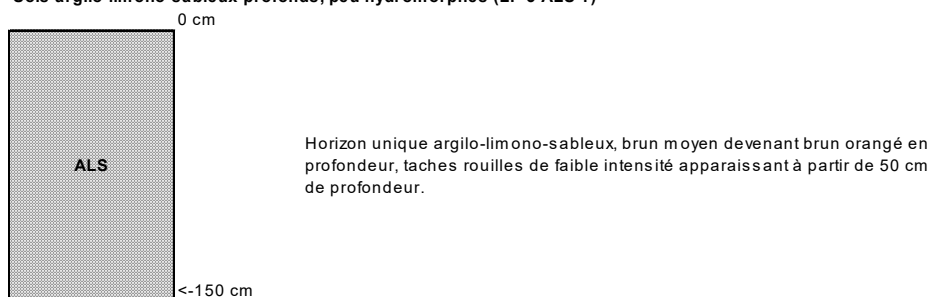 0 cm
ALS
Horizon unique argilo-limono-sableux, brun moyen devenant brun orangé en
profondeur, taches rouilles de faible intensité apparaissant à partir de 50 cm
de profondeur.
<-150 cm